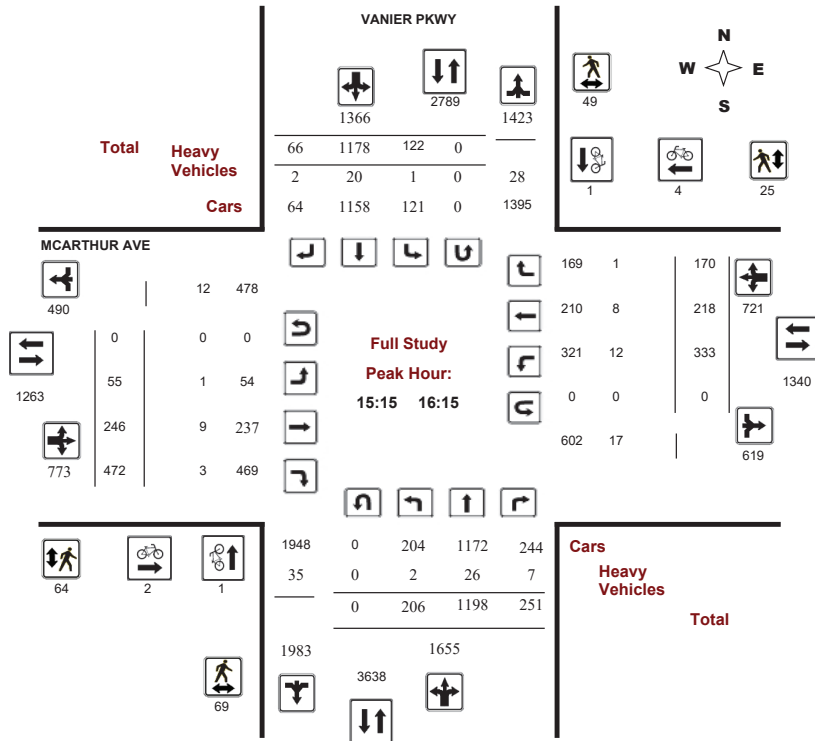 VANIER PKWY
N
W E
S
1366 2789 1423 49
Total Heavy Vehicles Cars
66 1178 122 0
2 20 1 0 28
64 1158 121 0 1395
1 4 25
MCARTHUR AVE
490 12 478
0 0 0
1263 55 1 54
246 9 237
773 472 3 469
Full Study
Peak Hour:
15:15 16:15
169 1 170
210 8 218 721
321 12 333
1340
0 0 0
602 17 619
1948 0 204 1172 244
35 0 2 26 7
0 206 1198 251
1983 1655
3638
Cars
Heavy
Vehicles
Total
64 2 1
69